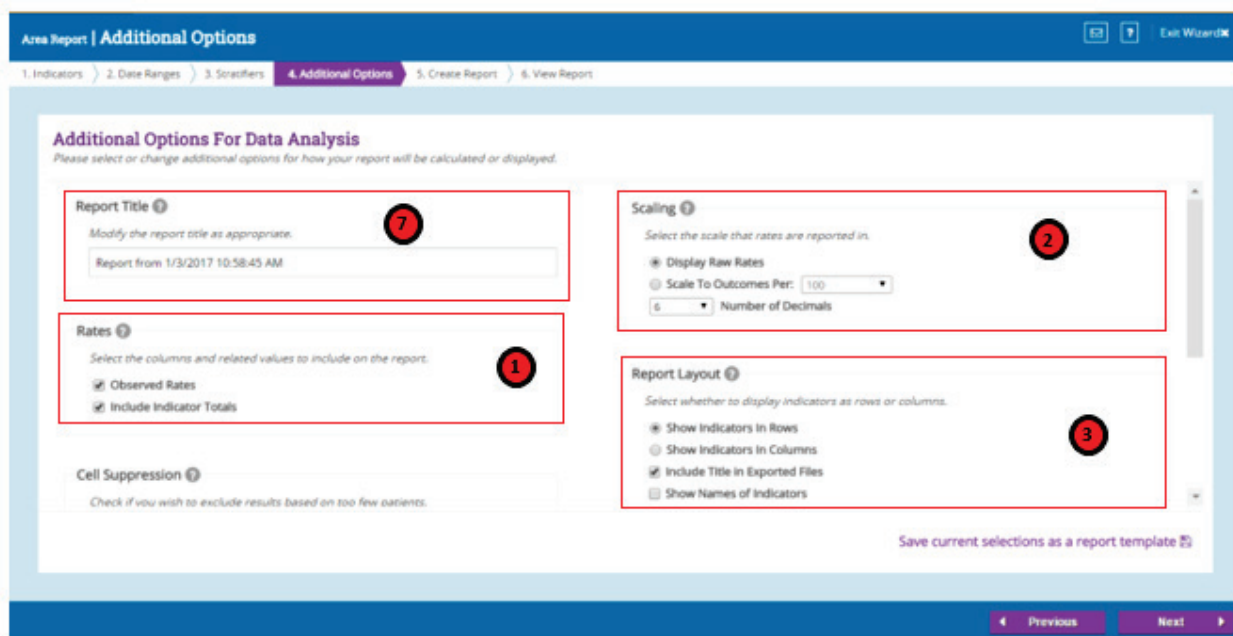 Area Report | Additional Options
? Exit Wizard✖
1. Indicators 2. Date Ranges 3. Stratifiers 4. Additional Options 5. Create Report 6. View Report
Additional Options For Data Analysis
Please select or change additional options for how your report will be calculated or displayed.
Report Title ?
Modify the report title as appropriate.
Report from 1/3/2017 10:58:45 AM
7
Rates ?
Select the columns and related values to include on the report.
Observed Rates
Include Indicator Totals
1
Cell Suppression ?
Check if you wish to exclude results based on too few patients.
Scaling ?
Select the scale that rates are reported in.
Display Raw Rates
Scale To Outcomes Per: 100
6 Number of Decimals
2
Report Layout ?
Select whether to display indicators as rows or columns.
Show Indicators In Rows
Show Indicators In Columns
Include Title in Exported Files
Show Names of Indicators
3
Save current selections as a report template
Previous Next